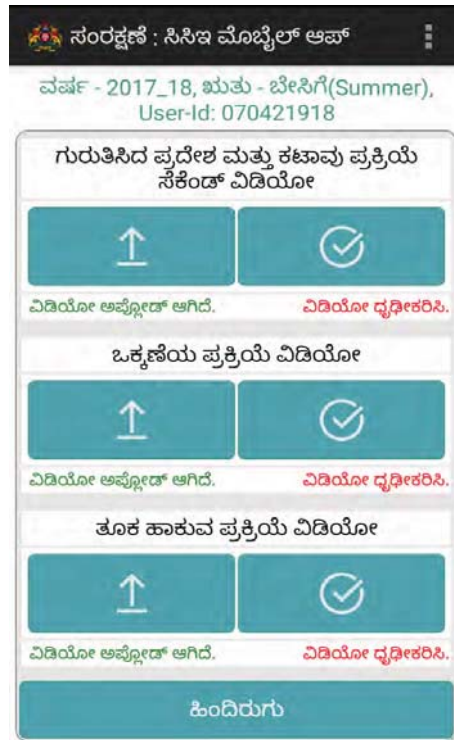 ಸಂರಕ್ಷಣೆ : ಸಿಸಿಇ ಮೊಬೈಲ್ ಆಪ್
ವರ್ಷ - 2017_18, ಋತು - ಬೇಸಿಗೆ(Summer),
User-Id: 070421918
ಗುರುತಿಸಿದ ಪ್ರದೇಶ ಮತ್ತು ಕಟಾವು ಪ್ರಕ್ರಿಯೆ
ಸೆಕೆಂಡ್ ವಿಡಿಯೋ
ವಿಡಿಯೋ ಅಪ್ಲೋಡ್ ಆಗಿದೆ. ವಿಡಿಯೋ ಧೃಢೀಕರಿಸಿ.
ಒಕ್ಕಣೆಯ ಪ್ರಕ್ರಿಯೆ ವಿಡಿಯೋ
ವಿಡಿಯೋ ಅಪ್ಲೋಡ್ ಆಗಿದೆ. ವಿಡಿಯೋ ಧೃಢೀಕರಿಸಿ.
ತೂಕ ಹಾಕುವ ಪ್ರಕ್ರಿಯೆ ವಿಡಿಯೋ
ವಿಡಿಯೋ ಅಪ್ಲೋಡ್ ಆಗಿದೆ. ವಿಡಿಯೋ ಧೃಢೀಕರಿಸಿ.
ಹಿಂದಿರುಗು